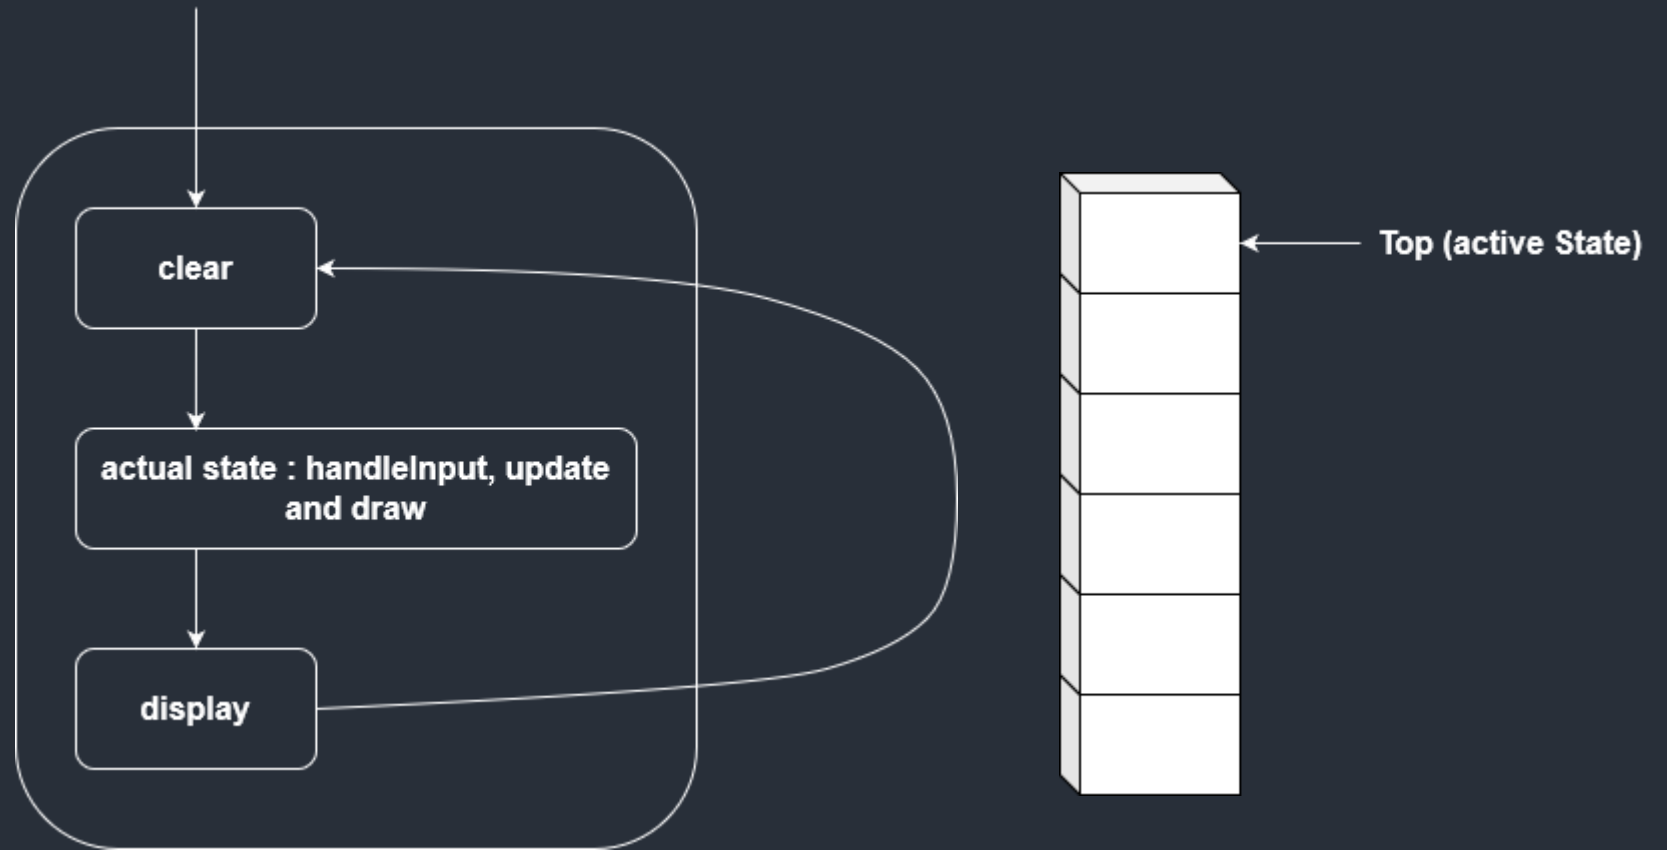 clear
actual state : handleInput, update
and draw
display
Top (active State)